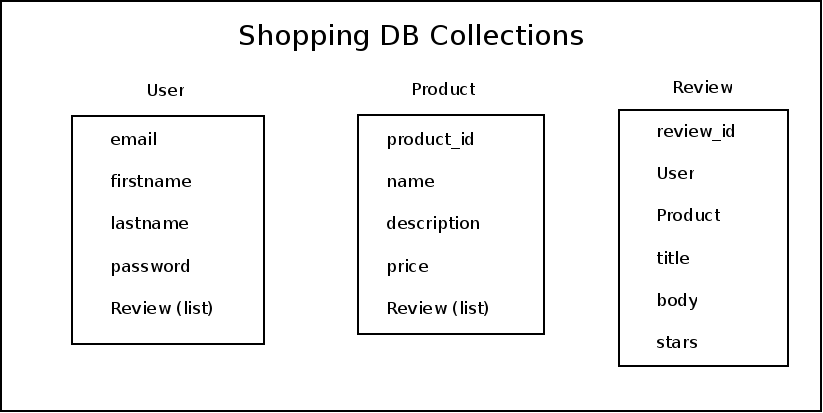 Shopping DB Collections
User
email
firstname
lastname
password
Review (list)
Product
product_id
name
description
price
Review (list)
Review
review_id
User
Product
title
body
stars